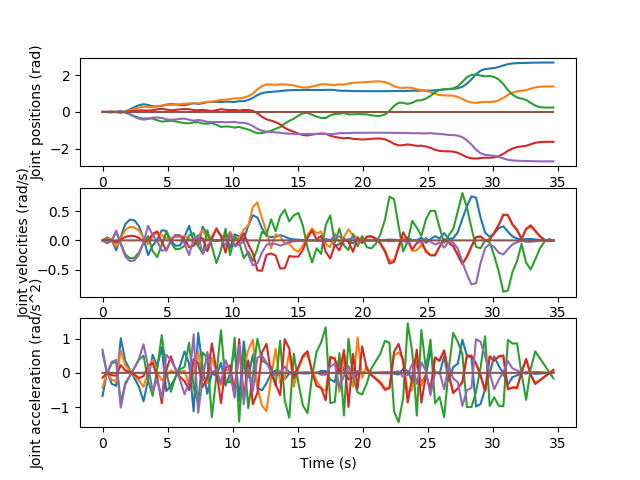 Joint positions (rad)
2
0
−2
0 5 10 15 20 25 30 35
Joint velocities (rad/s)
0.5
0.0
−0.5
0 5 10 15 20 25 30 35
Joint acceleration (rad/s^2)
1
0
−1
0 5 10 15 20 25 30 35
Time (s)